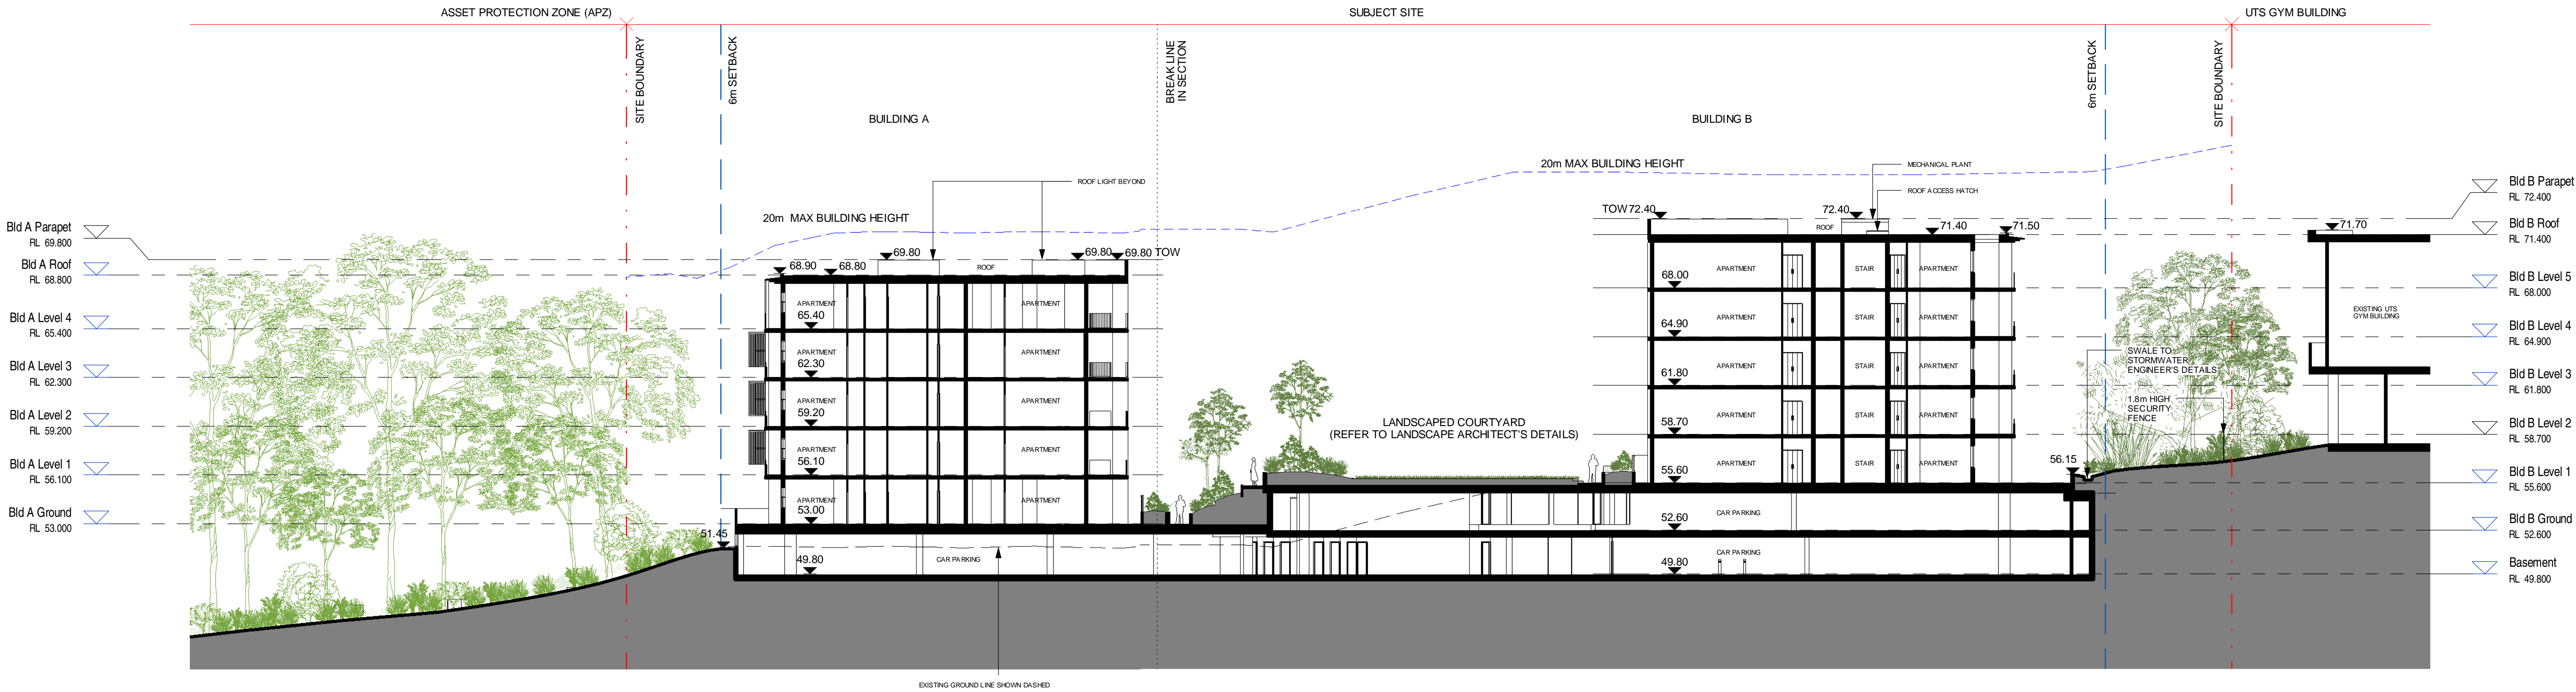 ASSET PROTECTION ZONE (APZ)
SUBJECT SITE
UTS GYM BUILDING
SITE BOUNDARY
6m SETBACK
BREAK LINE
IN SECTION
6m SETBACK
SITE BOUNDARY
BUILDING A
BUILDING B
20m MAX BUILDING HEIGHT
20m MAX BUILDING HEIGHT
ROOF LIGHT BEYOND
MECHANICAL PLANT
ROOF ACCESS HATCH
Bld A Parapet
RL 69.800
Bld A Roof
RL 68.800
Bld A Level 4
RL 65.400
Bld A Level 3
RL 62.300
Bld A Level 2
RL 59.200
Bld A Level 1
RL 56.100
Bld A Ground
RL 53.000
68.90
68.80
69.80
ROOF
69.80
69.80 TOW
APARTMENT
APARTMENT
65.40
APARTMENT
APARTMENT
62.30
APARTMENT
APARTMENT
59.20
APARTMENT
APARTMENT
56.10
APARTMENT
APARTMENT
53.00
51.45
49.80
CAR PARKING
EXISTING GROUND LINE SHOWN DASHED
LANDSCAPED COURTYARD
(REFER TO LANDSCAPE ARCHITECT'S DETAILS)
TOW 72.40
72.40
ROOF
71.40
71.50
APARTMENT
STAIR
APARTMENT
68.00
APARTMENT
STAIR
APARTMENT
64.90
APARTMENT
STAIR
APARTMENT
61.80
APARTMENT
STAIR
APARTMENT
58.70
APARTMENT
STAIR
APARTMENT
55.60
56.15
CAR PARKING
52.60
CAR PARKING
49.80
SWALE TO
STORMWATER
ENGINEER'S DETAILS
1.8m HIGH
SECURITY
FENCE
71.70
EXISTING UTS
GYM BUILDING
Bld B Parapet
RL 72.400
Bld B Roof
RL 71.400
Bld B Level 5
RL 68.000
Bld B Level 4
RL 64.900
Bld B Level 3
RL 61.800
Bld B Level 2
RL 58.700
Bld B Level 1
RL 55.600
Bld B Ground
RL 52.600
Basement
RL 49.800